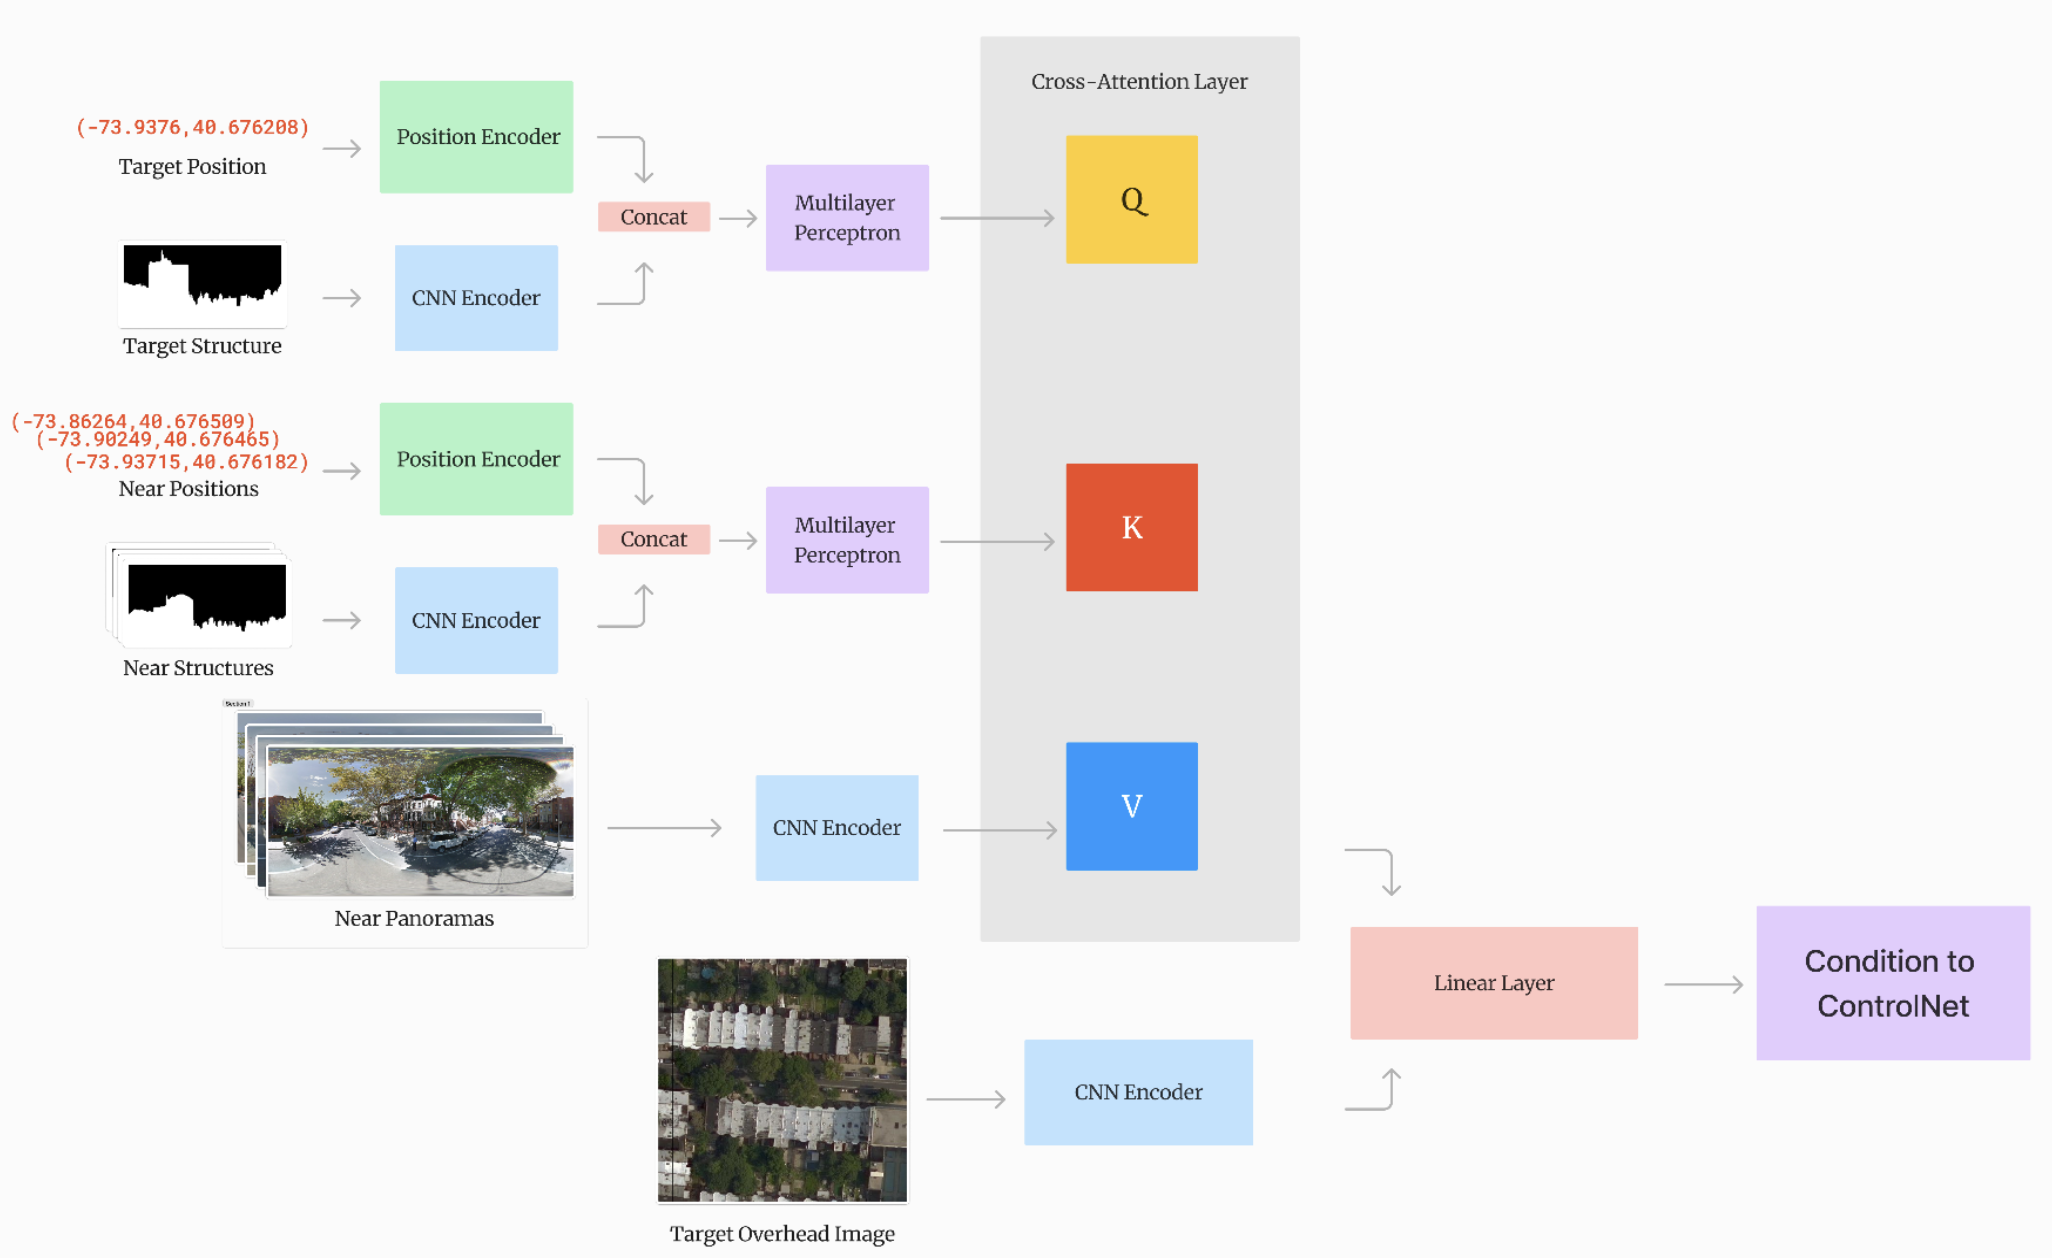 Cross-Attention Layer
(-73.9376,40.676208)
Target Position
Position Encoder
Concat
Multilayer
Perceptron
Q
CNN Encoder
Target Structure
(-73.86264,40.676509)
(-73.90249,40.676465)
(-73.93715,40.676182)
Near Positions
Position Encoder
Concat
Multilayer
Perceptron
K
CNN Encoder
Near Structures
Section 1
Near Panoramas
CNN Encoder
V
Target Overhead Image
CNN Encoder
Linear Layer
Condition to
ControlNet